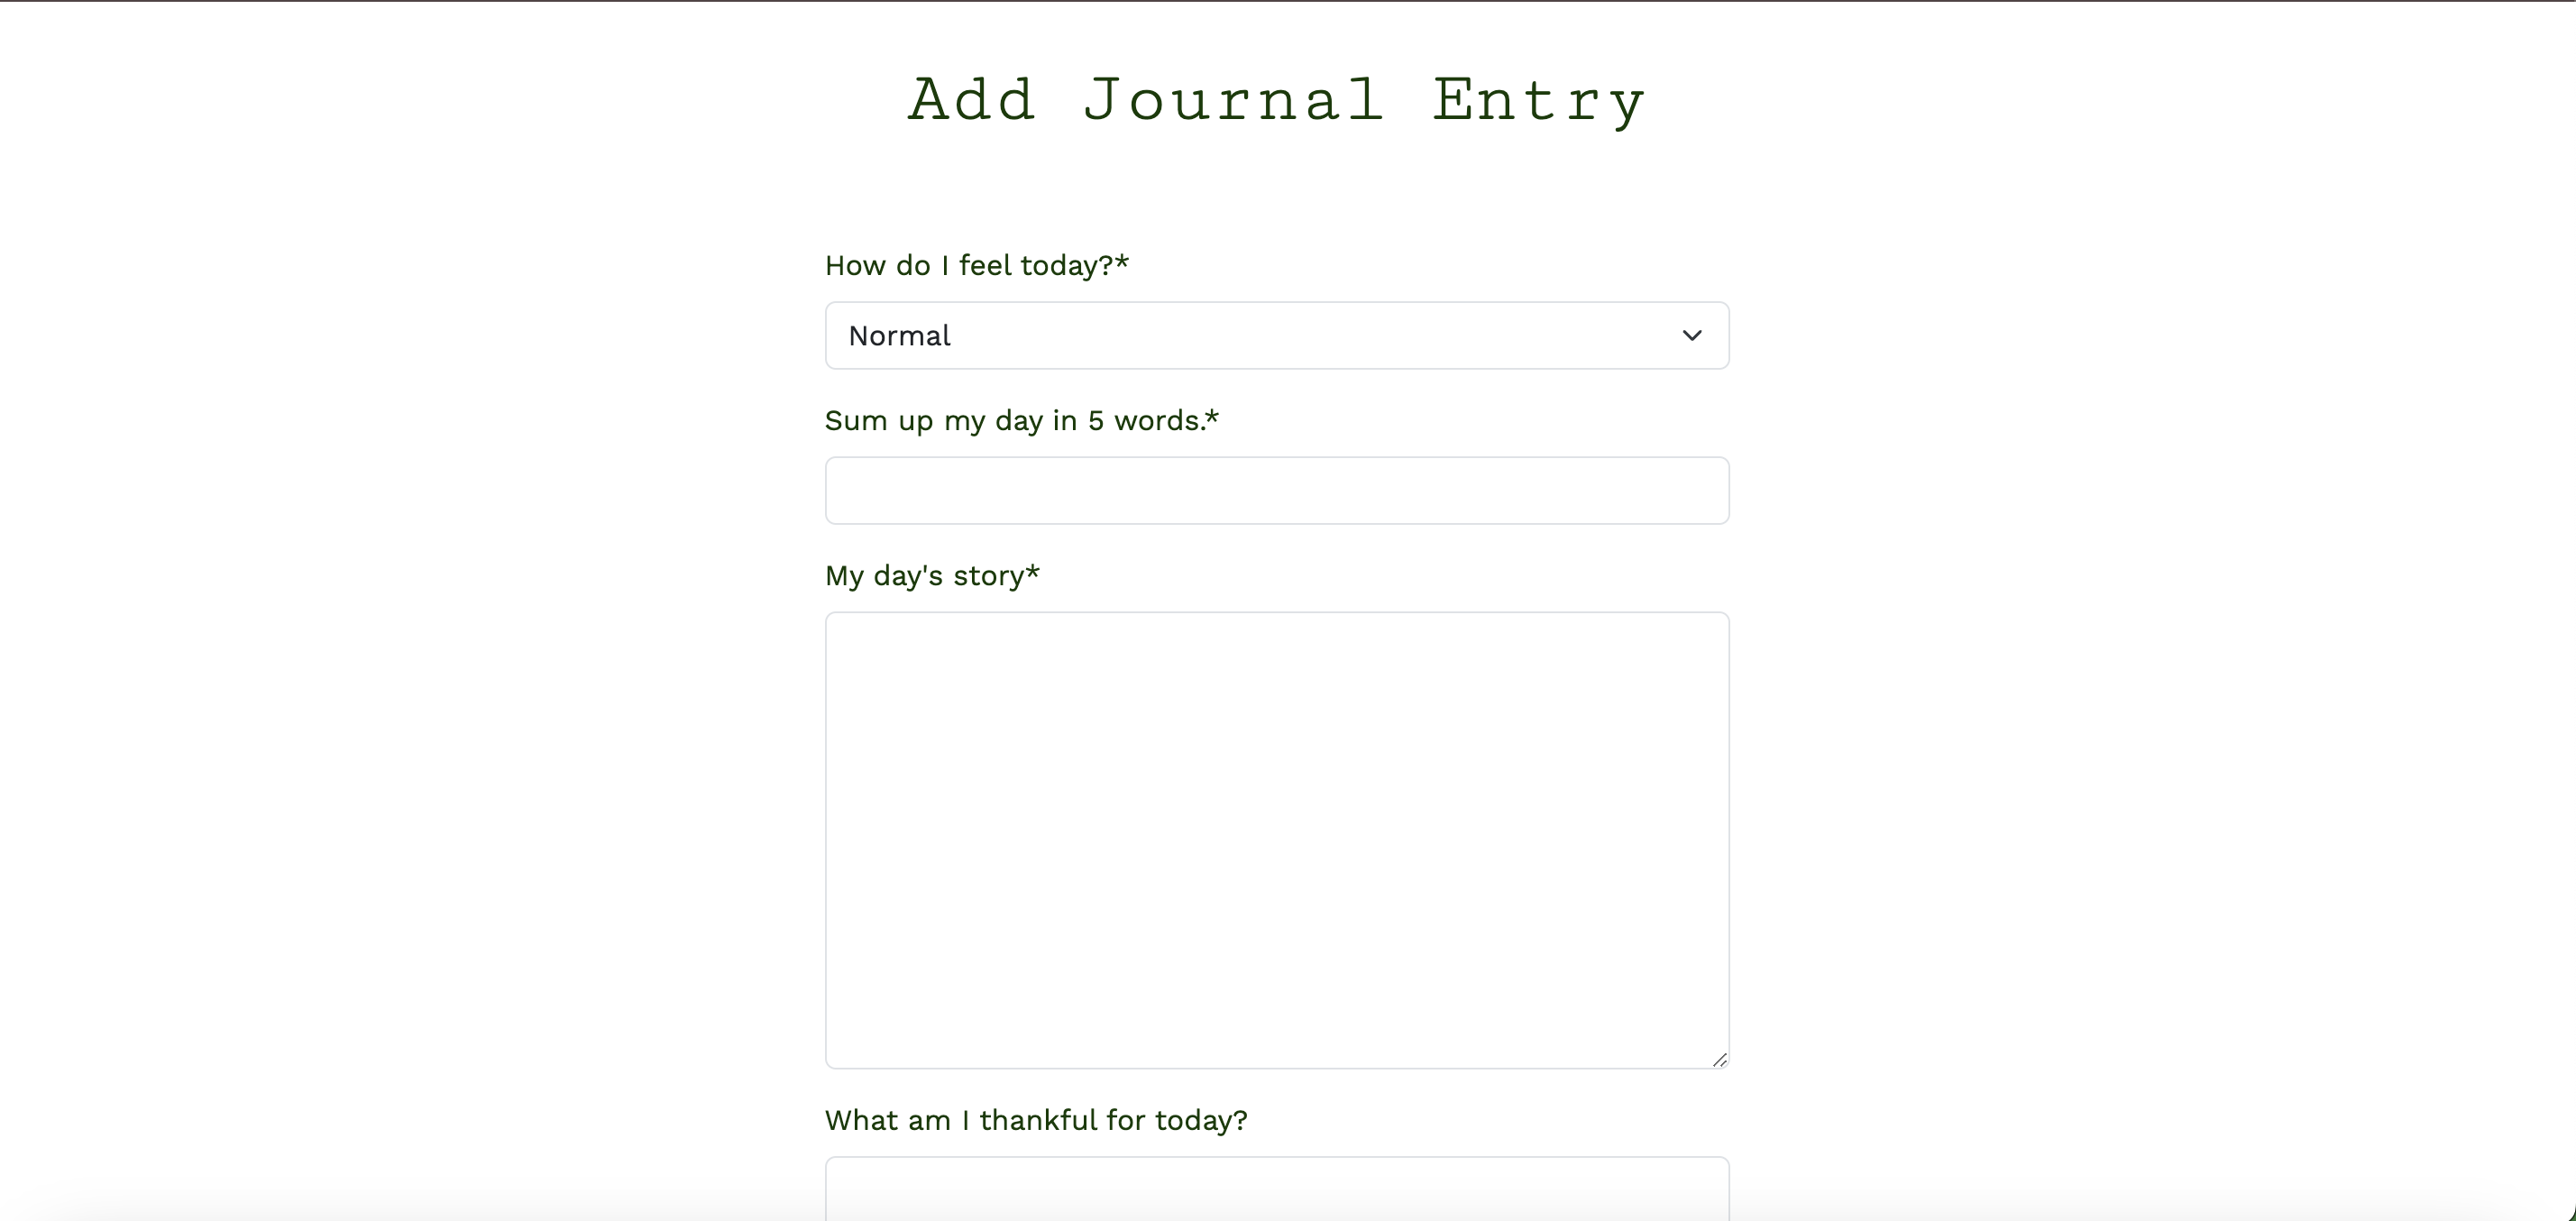 Add Journal Entry
How do I feel today?*
Normal
Sum up my day in 5 words.*
My day's story*
What am I thankful for today?